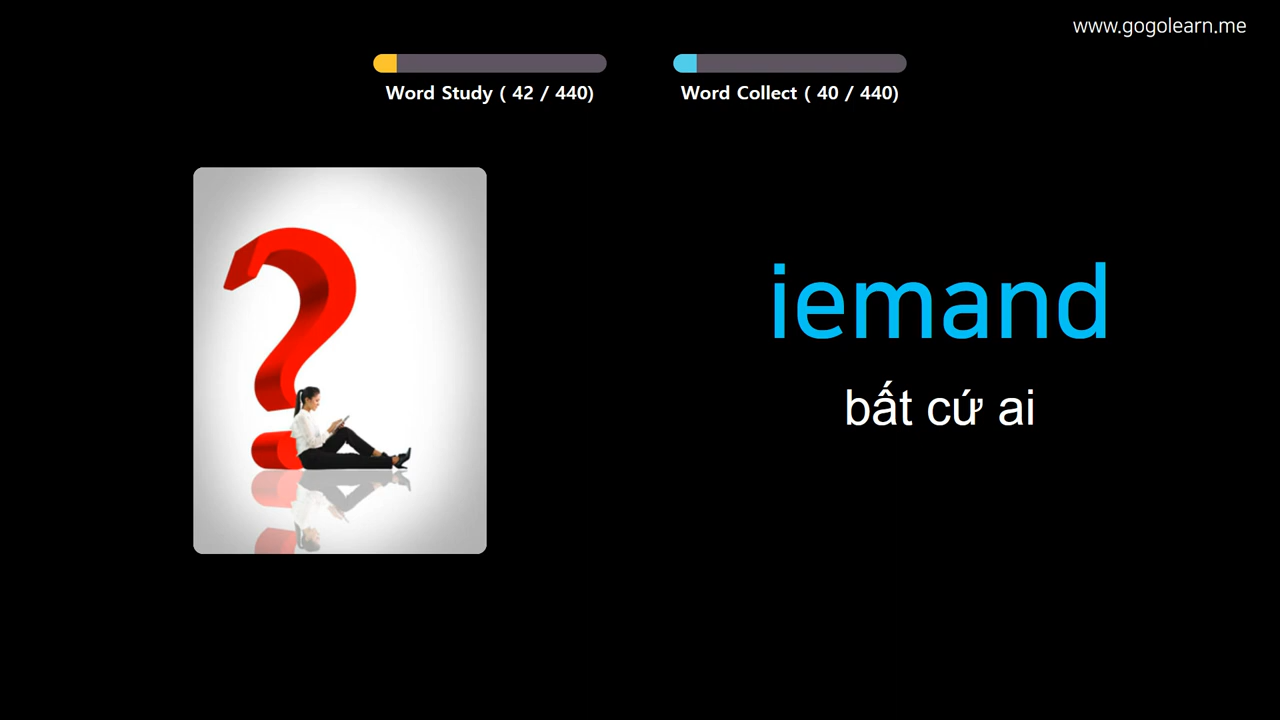 www.gogolearn.me
Word Study ( 42 / 440)
Word Collect ( 40 / 440)
iemand
bất cứ ai